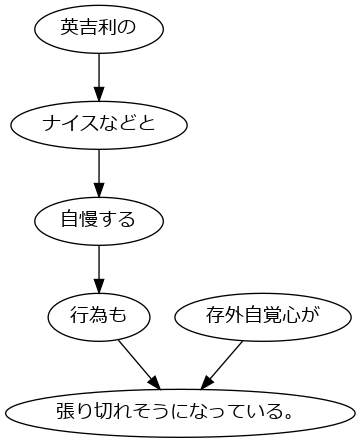 英吉利の
ナイスなどと
自慢する
行為も
存外自覚心が
張り切れそうになっている。